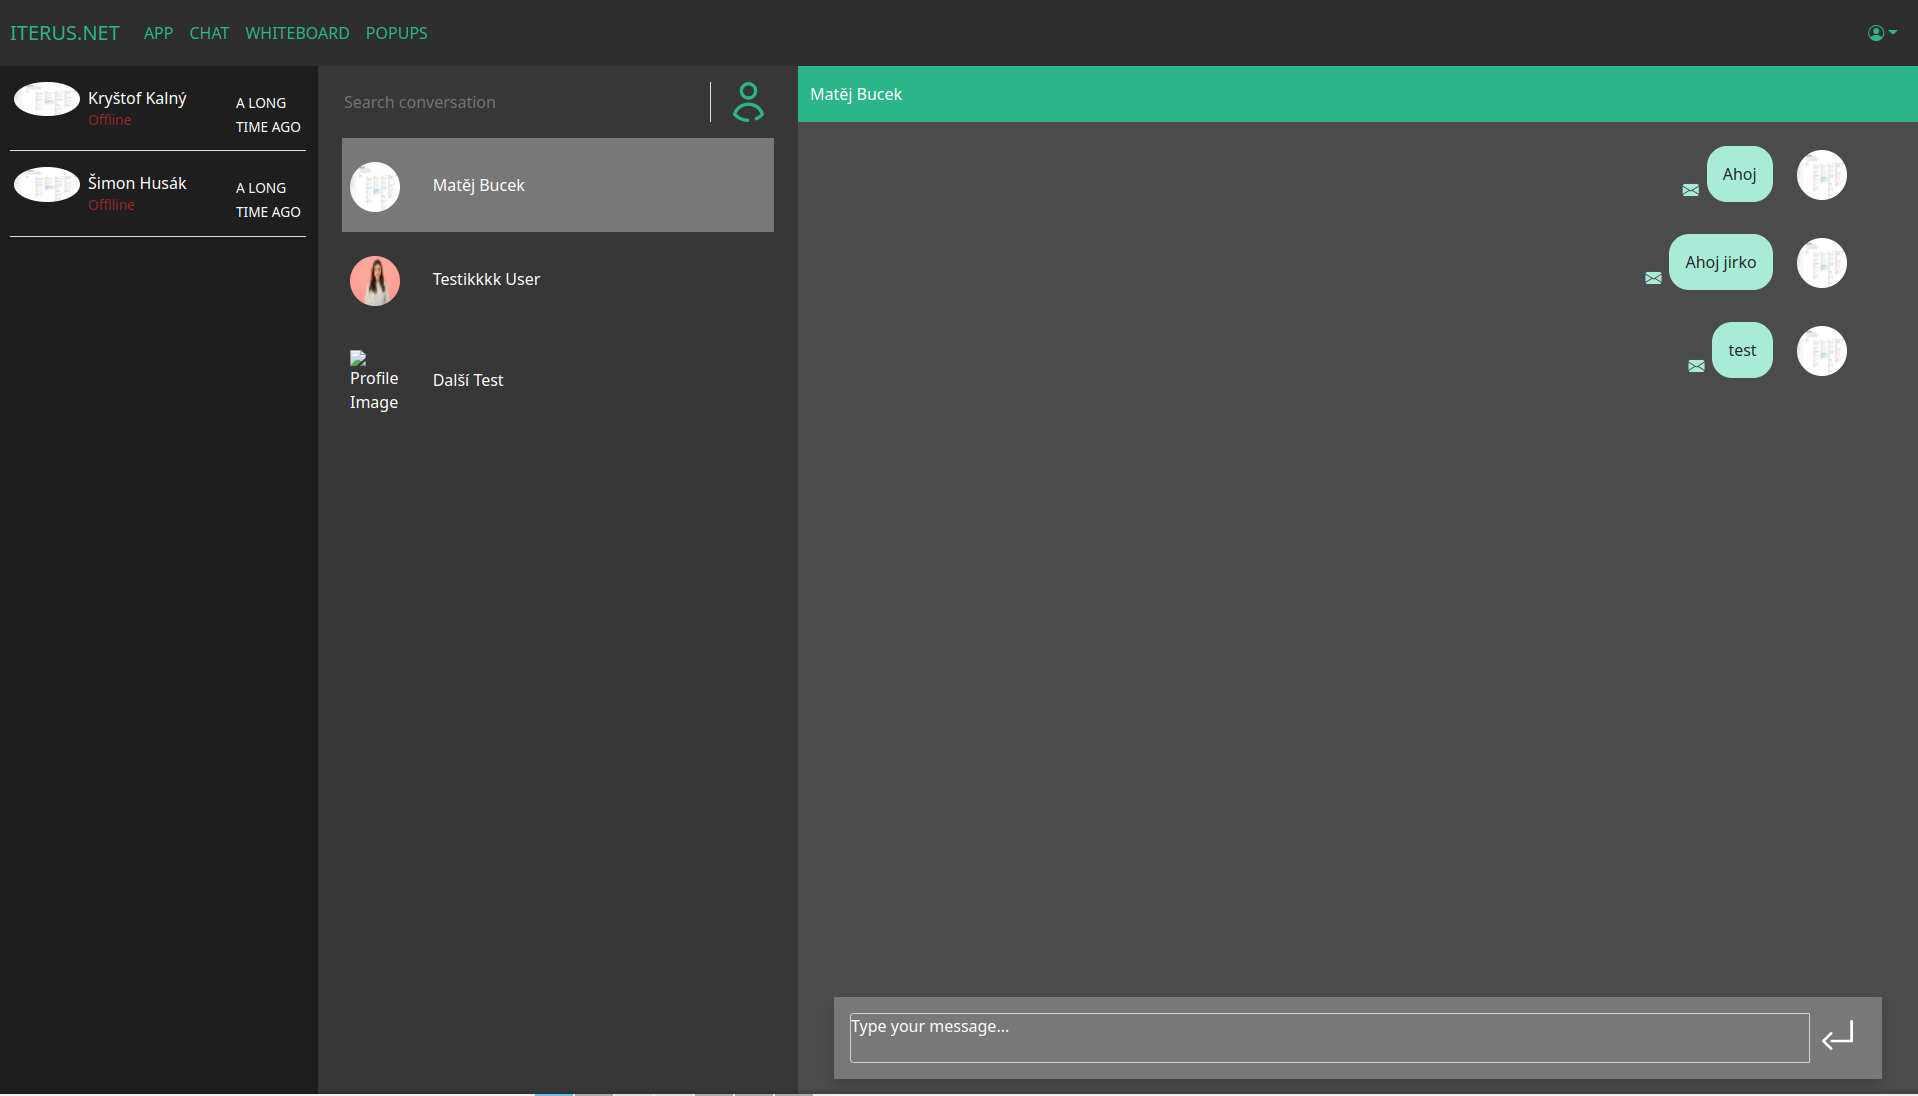 ITERUS.NET APP CHAT WHITEBOARD POPUPS
Kryštof Kalný
Offline
A LONG
TIME AGO
Šimon Husák
Offlline
A LONG
TIME AGO
Search conversation
Matěj Bucek
Testikkkk User
Profile
Image
Další Test
Matěj Bucek
Ahoj
Ahoj jirko
test
Type your message...